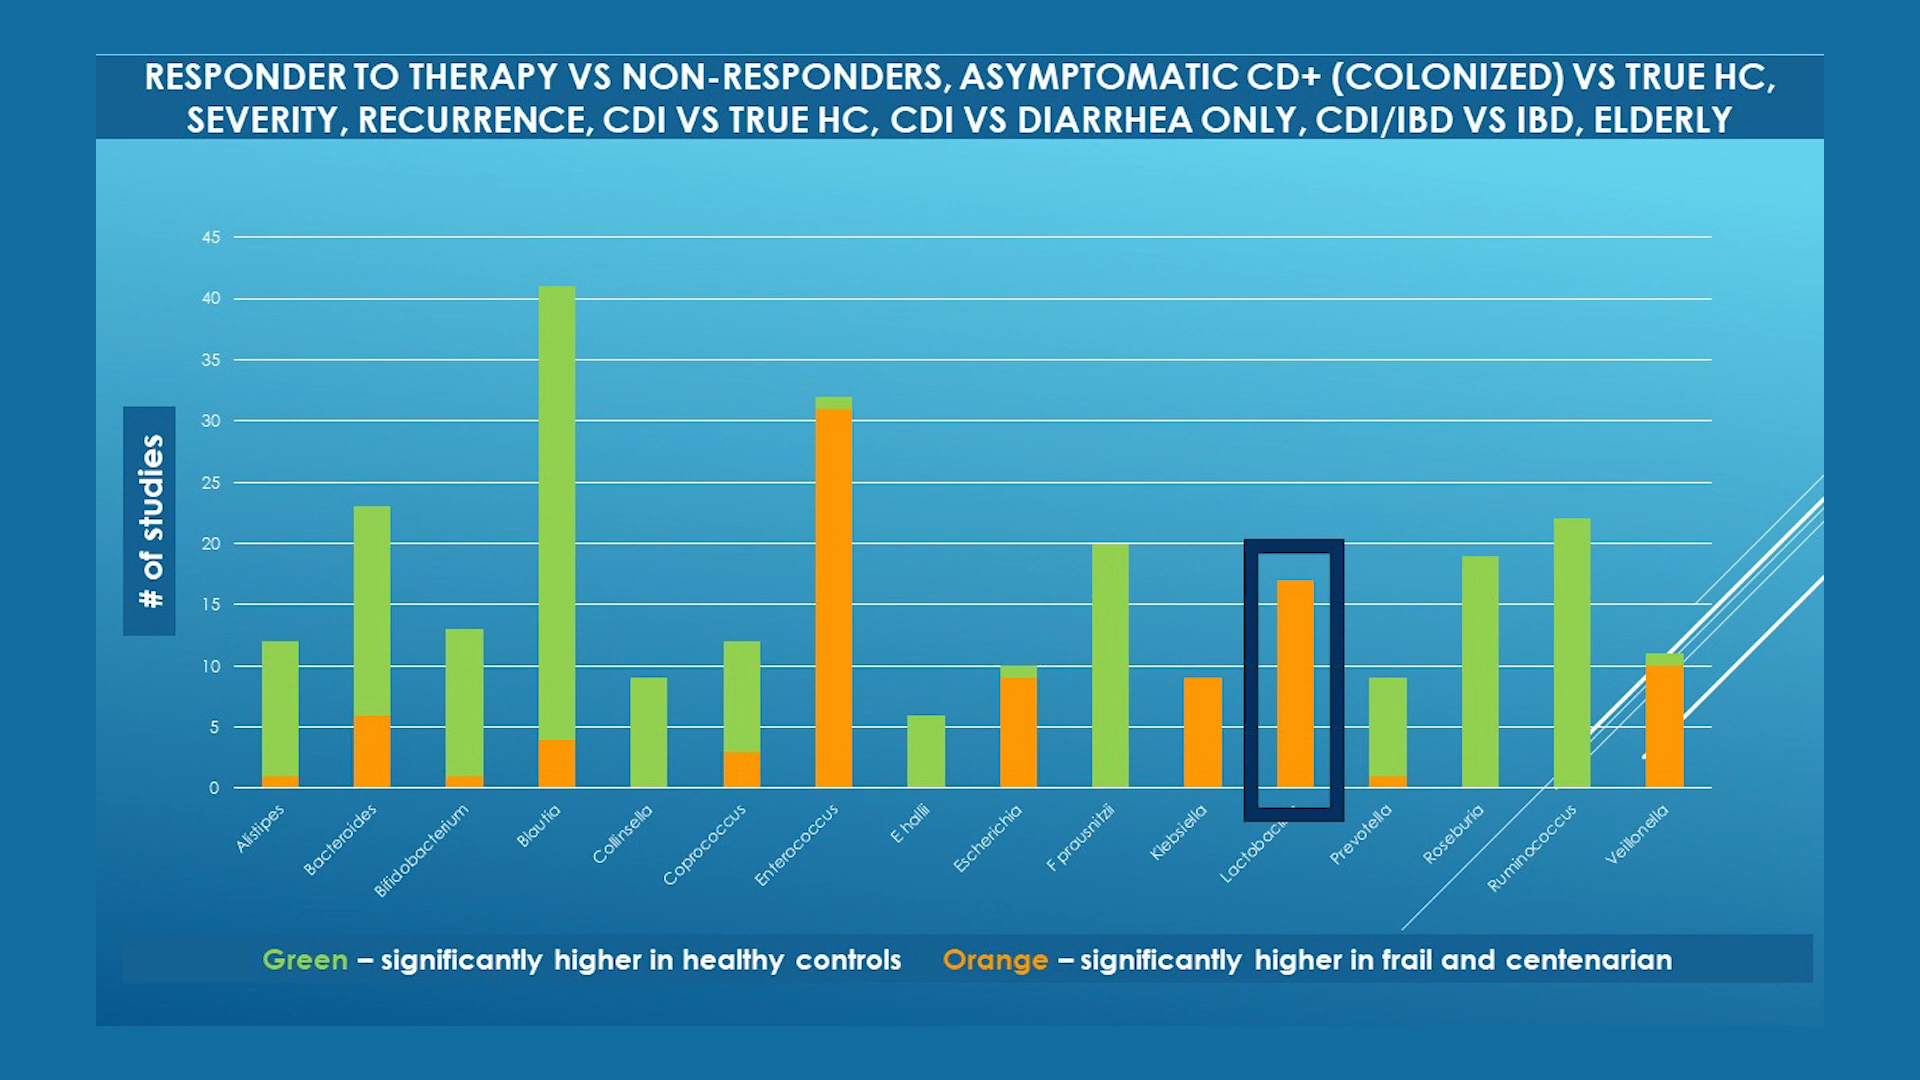 RESPONDER TO THERAPY VS NON-RESPONDERS, ASYMPTOMATIC CD+ (COLONIZED) VS TRUE HC,
SEVERITY, RECURRENCE, CDI VS TRUE HC, CDI VS DIARRHEA ONLY, CDI/IBD VS IBD, ELDERLY
# of studies
45
40
35
30
25
20
15
10
5
0
Alistipes
Bacteroides
Bifidobacterium
Blautia
Collinsella
Coprococcus
Enterococcus
E hallii
Escherichia
F prausnitzii
Klebsiella
Prevotella
Roseburia
Ruminococcus
Veillonella
Green – significantly higher in healthy controls Orange – significantly higher in frail and centenarian